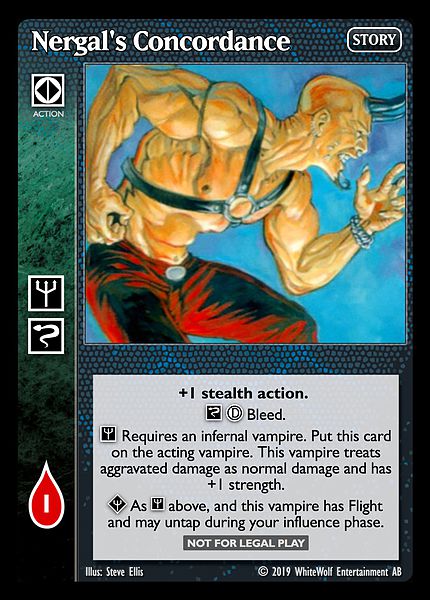 Nergal's Concordance
STORY
ACTION
+1 stealth action.
D Bleed.
Requires an infernal vampire. Put this card
on the acting vampire. This vampire treats
aggravated damage as normal damage and has
+1 strength.
As above, and this vampire has Flight
and may untap during your influence phase.
NOT FOR LEGAL PLAY
1
Illus: Steve Ellis
© 2019 WhiteWolf Entertainment AB